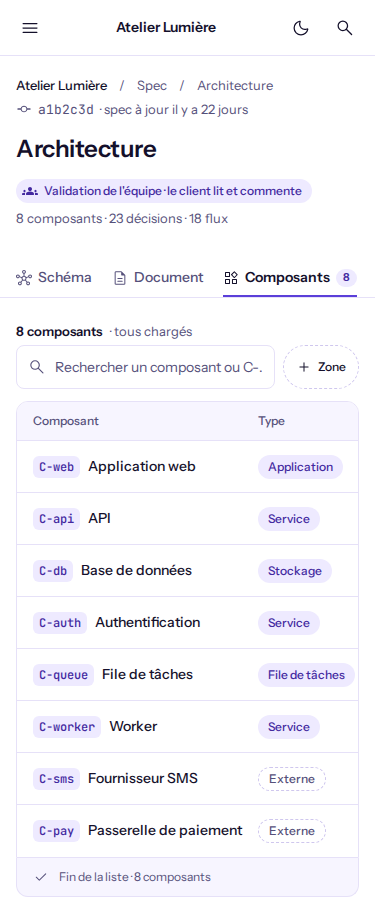 Atelier Lumière
Atelier Lumière / Spec / Architecture
a1b2c3d · spec à jour il y a 22 jours
Architecture
Validation de l'équipe · le client lit et commente
8 composants · 23 décisions · 18 flux
Schéma Document Composants 8
8 composants · tous chargés
Rechercher un composant ou C-. + Zone
Composant Type
C-web Application web Application
C-api API Service
C-db Base de données Stockage
C-auth Authentification Service
C-queue File de tâches File de tâches
C-worker Worker Service
C-sms Fournisseur SMS Externe
C-pay Passerelle de paiement Externe
Fin de la liste · 8 composants